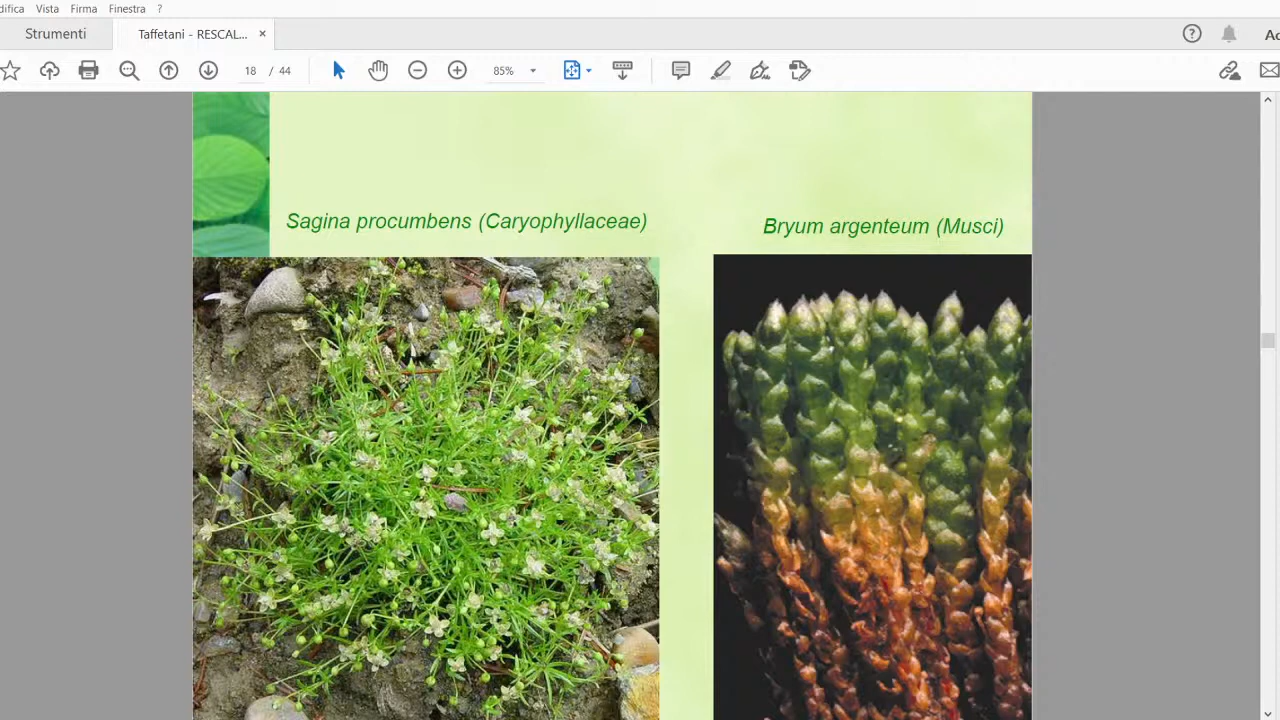 difica Vista Firma Finestra ?
Strumenti
Taffetani - RESCAL... ×
18 / 44
85%
Sagina procumbens (Caryophyllaceae)
Bryum argenteum (Musci)